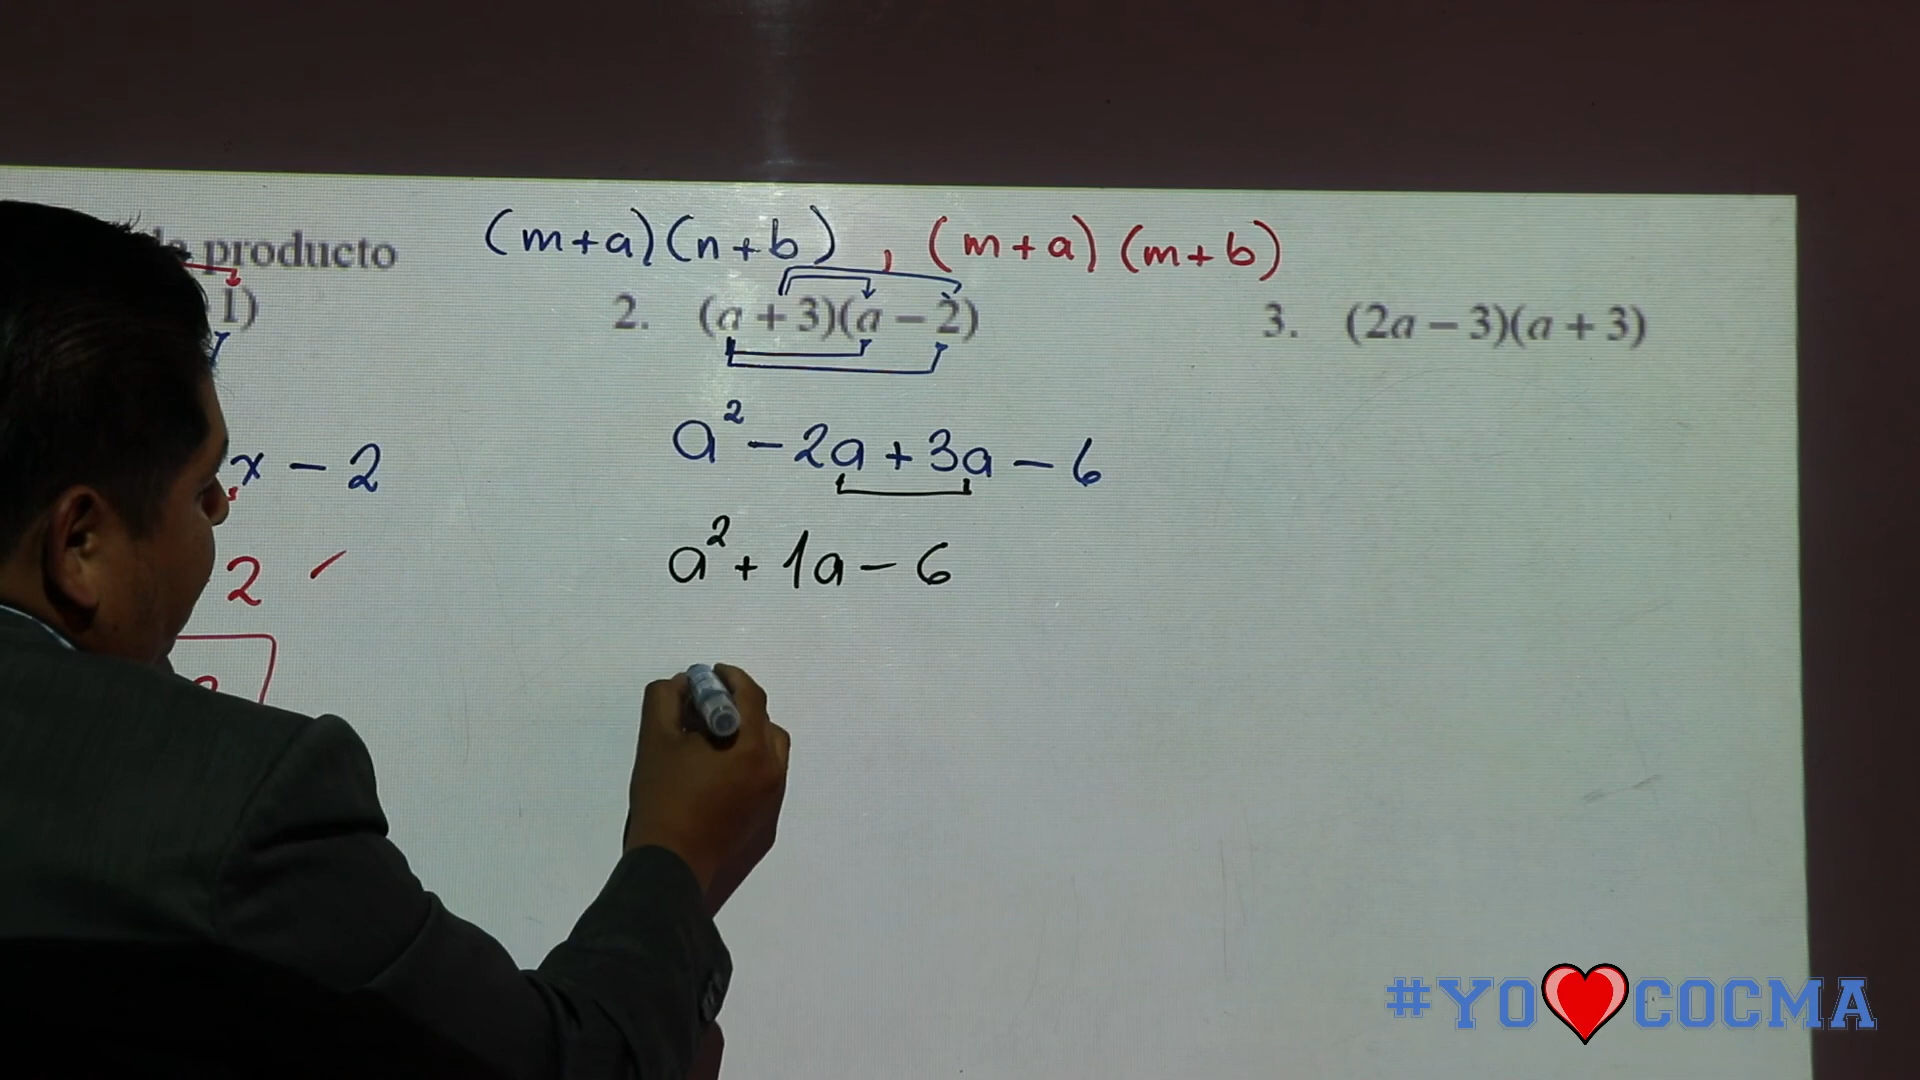 producto (m+a)(n+b) , (m+a)(m+b)
1) 2. (a + 3)(a − 2) 3. (2a − 3)(a + 3)
x − 2 a² − 2a + 3a − 6
2 a² + 1a − 6
#YO COCMA